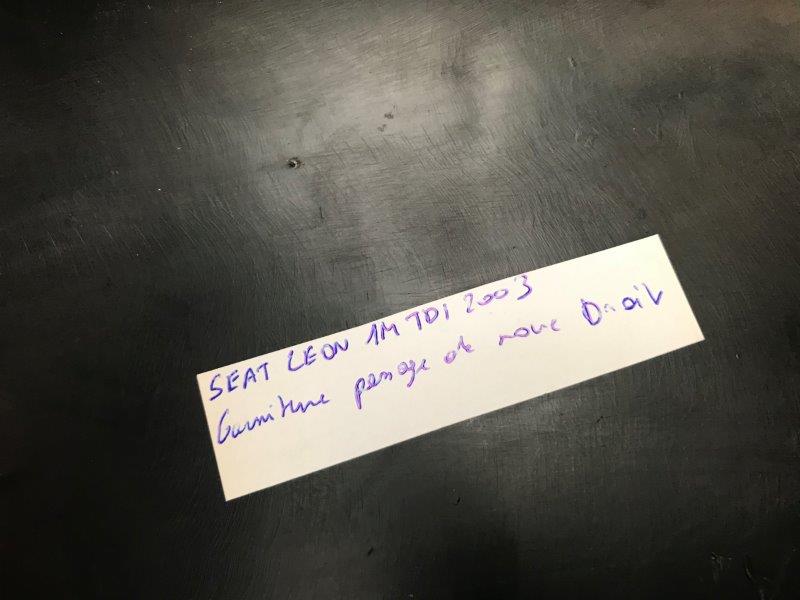 SEAT LEON 1M TDI 2003
Garniture passage de roue Droit